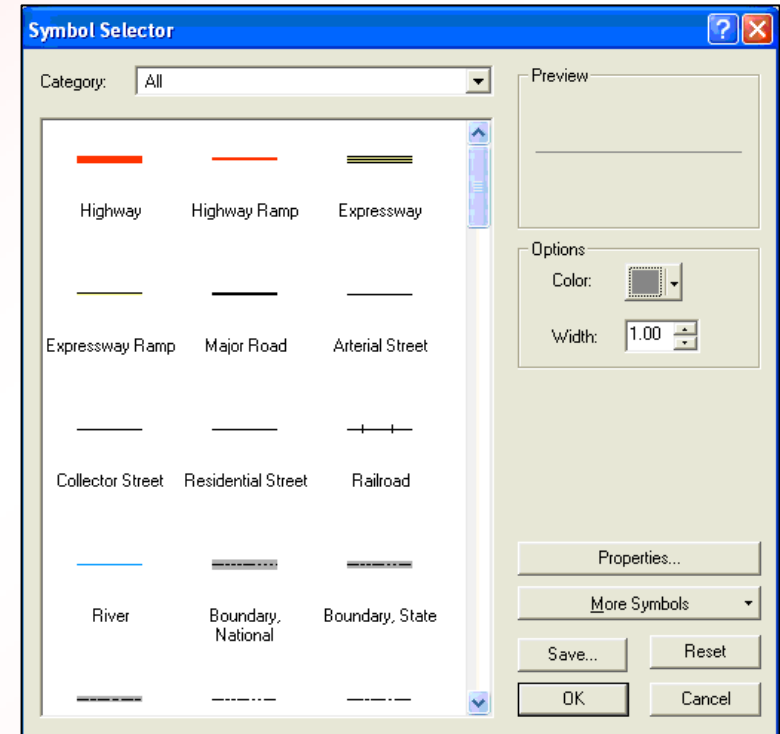 Symbol Selector
Category: All
Highway Highway Ramp Expressway
Expressway Ramp Major Road Arterial Street
Collector Street Residential Street Railroad
River Boundary, National Boundary, State
Preview
Options
Color:
Width: 1.00
Properties...
More Symbols
Save... Reset
OK Cancel